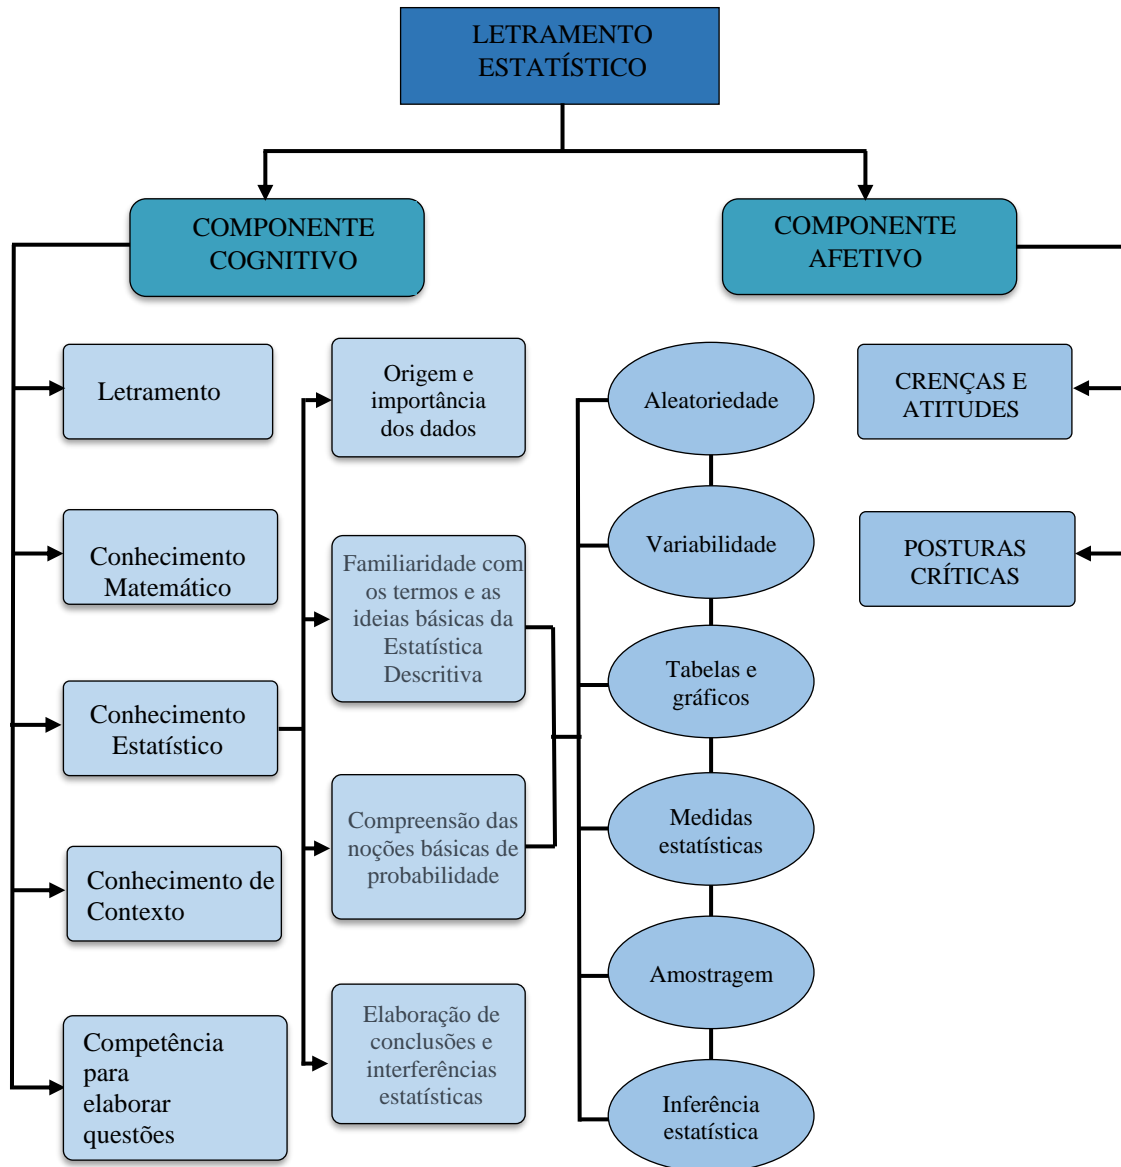 LETRAMENTO
ESTATÍSTICO
COMPONENTE
COGNITIVO
COMPONENTE
AFETIVO
Letramento
Conhecimento
Matemático
Conhecimento
Estatístico
Conhecimento de
Contexto
Competência
para
elaborar
questões
Origem e
importância
dos dados
Familiaridade com
os termos e as
ideias básicas da
Estatística
Descritiva
Compreensão das
noções básicas de
probabilidade
Elaboração de
conclusões e
interferências
estatísticas
Aleatoriedade
Variabilidade
Tabelas e
gráficos
Medidas
estatísticas
Amostragem
Inferência
estatística
CRENÇAS E
ATITUDES
POSTURAS
CRÍTICAS